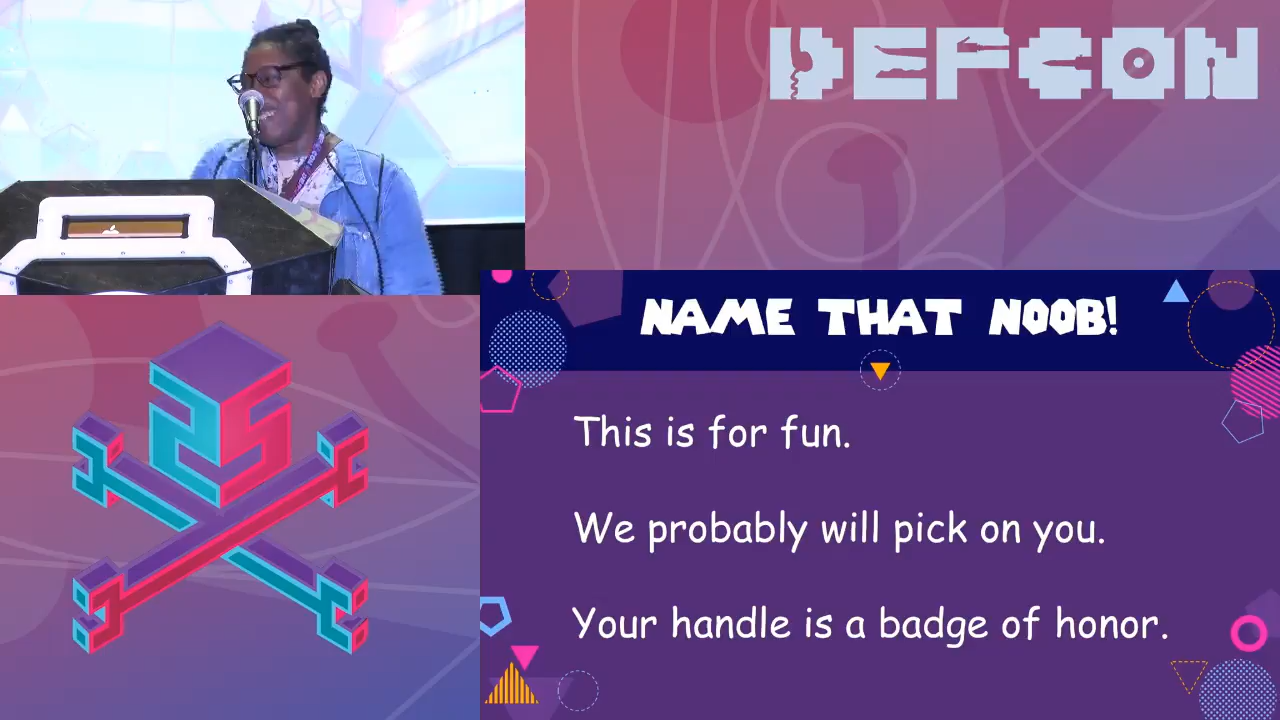 DEFCON
NAME THAT NOOB!
This is for fun.
We probably will pick on you.
Your handle is a badge of honor.
25